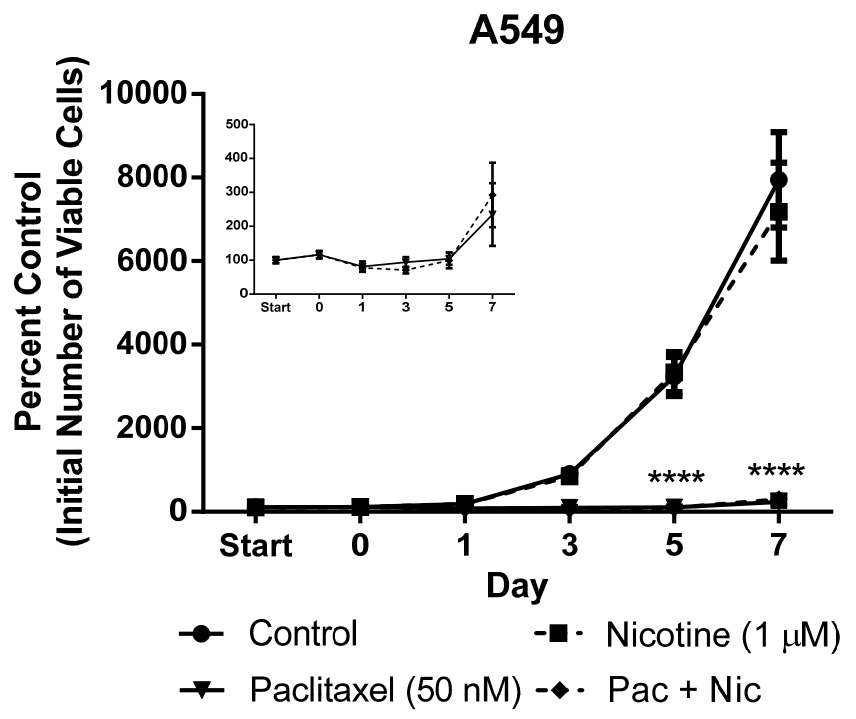 A549
Percent Control
(Initial Number of Viable Cells)
10000
8000
6000
4000
2000
0
500
400
300
200
100
0
Start 0 1 3 5 7
**** ****
Start 0 1 3 5 7
Day
Control Nicotine (1 μM)
Paclitaxel (50 nM) Pac + Nic